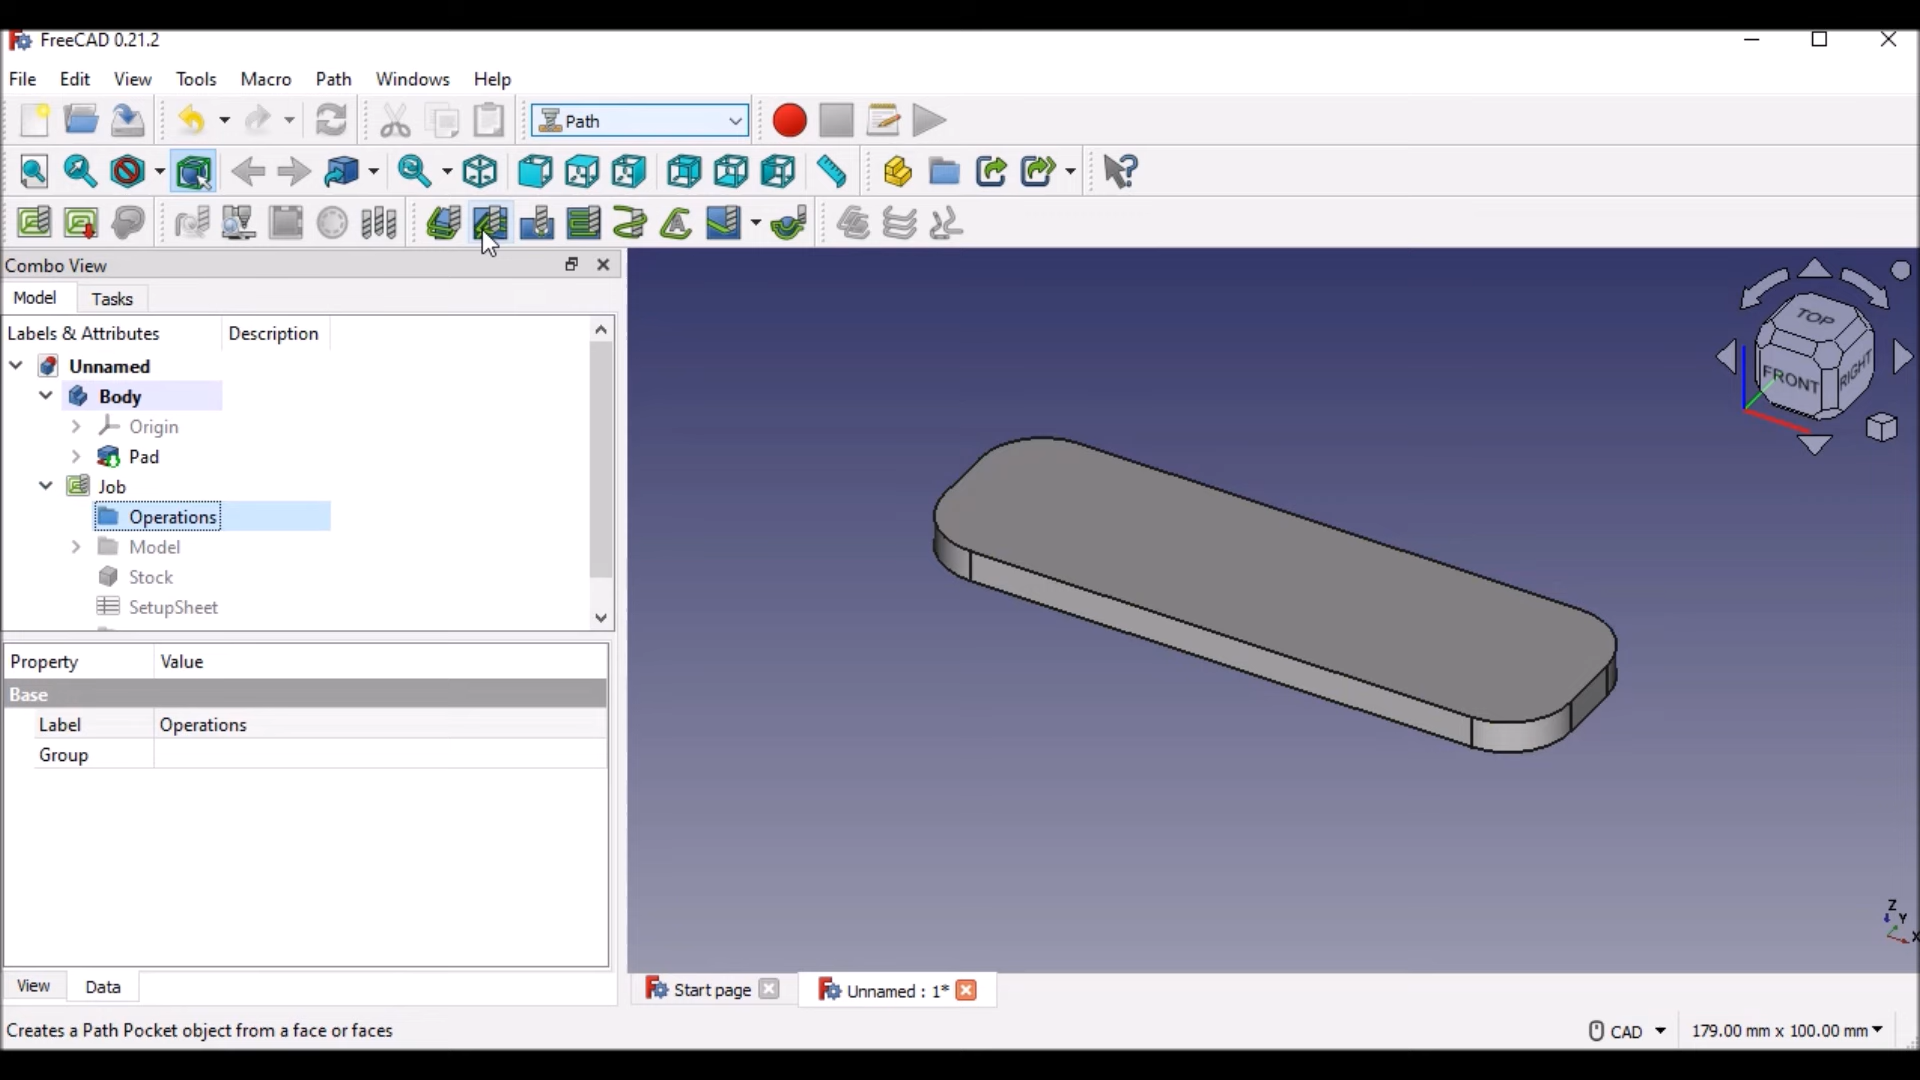 FreeCAD 0.21.2
File Edit View Tools Macro Path Windows Help
Path
Combo View
Model Tasks
Labels & Attributes Description
Unnamed
Body
Origin
Pad
Job
Operations
Model
Stock
SetupSheet
Property Value
Base
Label Operations
Group
View Data
TOP
FRONT
RIGHT
Z
Y
X
Start page
Unnamed : 1*
Creates a Path Pocket object from a face or faces
CAD
179.00 mm x 100.00 mm